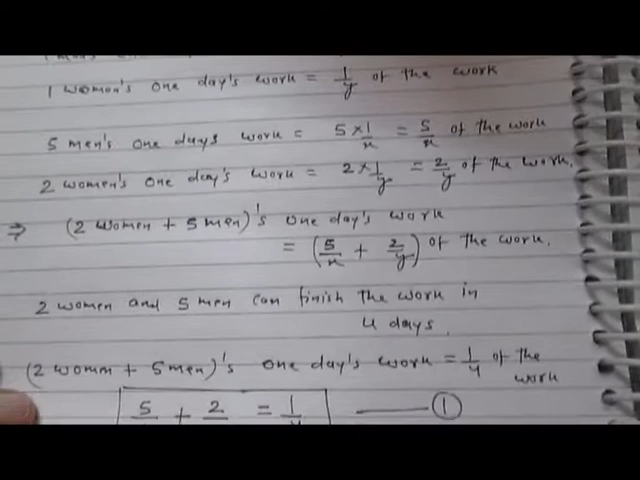 1 women's one day's work = 1/y of the work
5 men's one days work = 5 × 1/x = 5/x of the work
2 women's one day's work = 2 × 1/y = 2/y of the work.
⇒ (2 women + 5 men)'s one day's work
= (5/x + 2/y) of the work.
2 women and 5 men can finish the work in
4 days.
(2 womm + 5 men)'s one day's work = 1/4 of the
work
5 + 2 = 1 —— ①